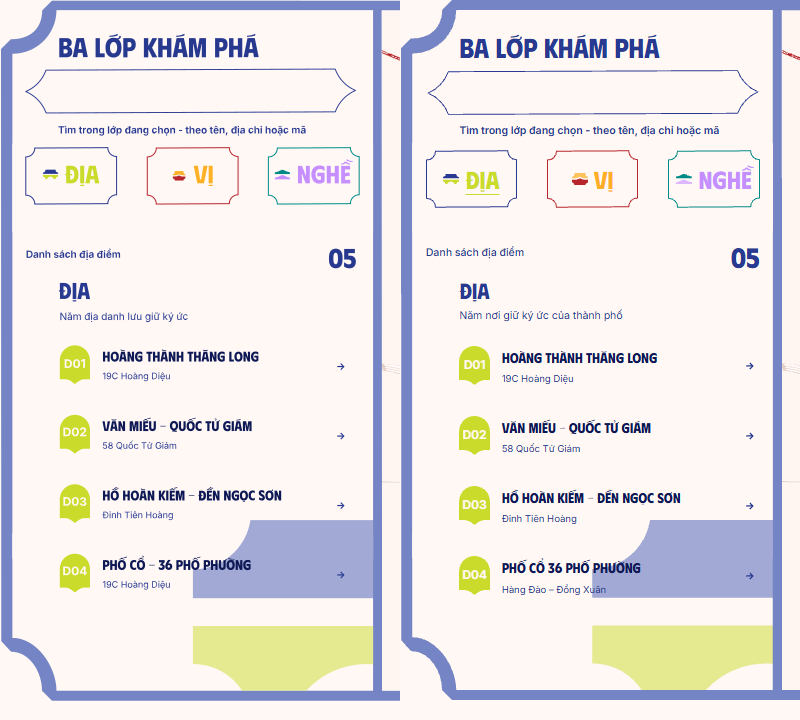 BA LỚP KHÁM PHÁ
Tìm trong lớp đang chọn - theo tên, địa chỉ hoặc mã
ĐỊA
VỊ
NGHỀ
Danh sách địa điểm
05
ĐỊA
Năm địa danh lưu giữ ký ức
D01
HOÀNG THÀNH THĂNG LONG
19C Hoàng Diệu
→
D02
VĂN MIẾU – QUỐC TỬ GIÁM
58 Quốc Tử Giám
→
D03
HỒ HOÀN KIẾM – ĐỀN NGỌC SƠN
Đinh Tiên Hoàng
→
D04
PHỐ CỔ – 36 PHỐ PHƯỜNG
19C Hoàng Diệu
→
BA LỚP KHÁM PHÁ
Tìm trong lớp đang chọn - theo tên, địa chỉ hoặc mã
ĐỊA
VỊ
NGHỀ
Danh sách địa điểm
05
ĐỊA
Năm nơi giữ ký ức của thành phố
D01
HOÀNG THÀNH THĂNG LONG
19C Hoàng Diệu
→
D02
VĂN MIẾU – QUỐC TỬ GIÁM
58 Quốc Tử Giám
→
D03
HỒ HOÀN KIẾM – ĐỀN NGỌC SƠN
Đinh Tiên Hoàng
→
D04
PHỐ CỔ 36 PHỐ PHƯỜNG
Hàng Đào – Đồng Xuân
→